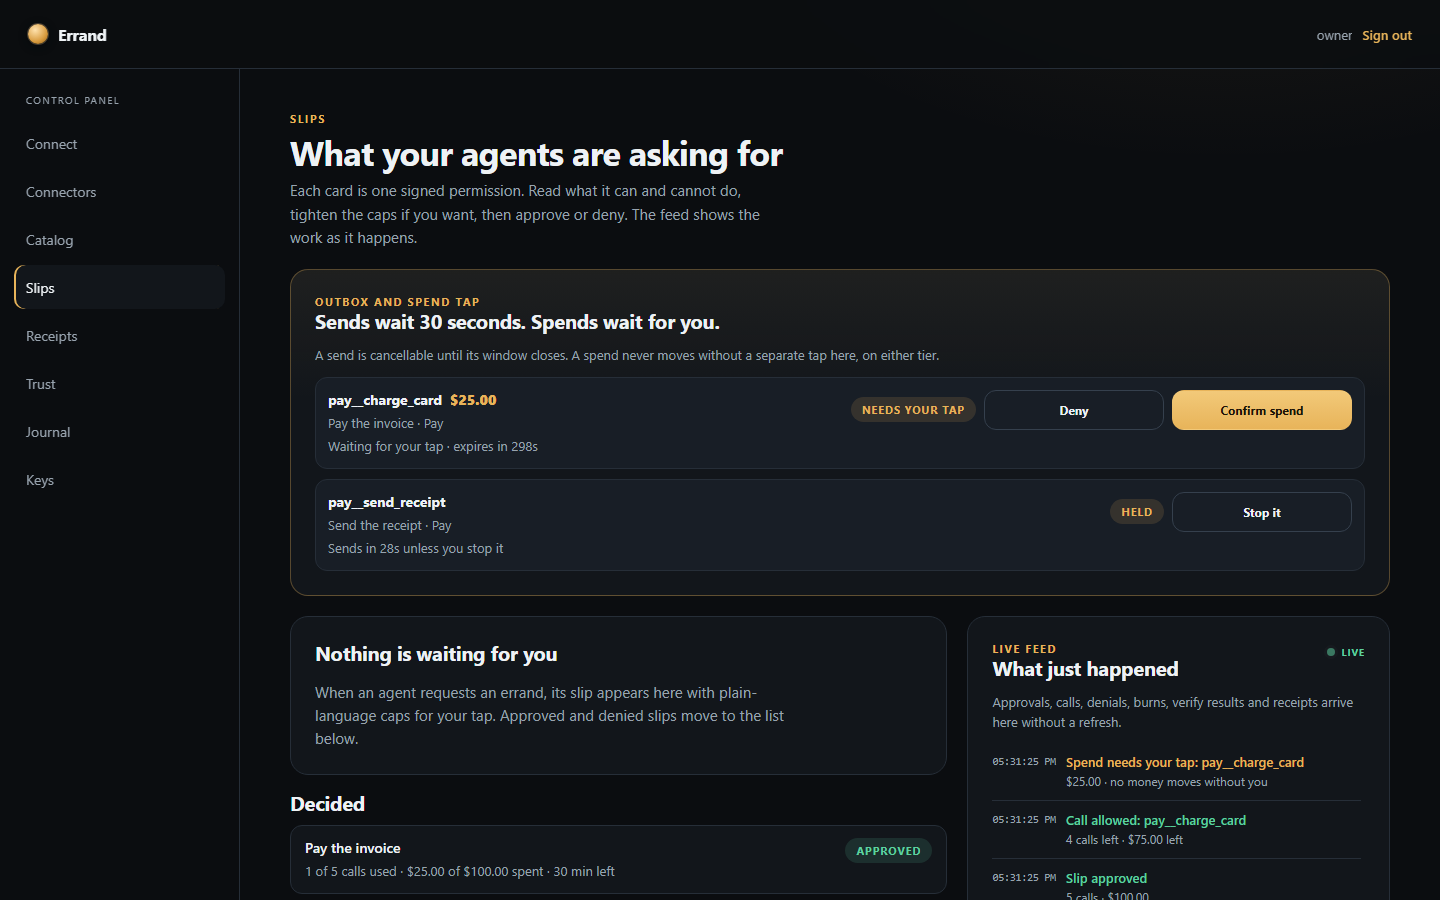 Errand
owner Sign out
CONTROL PANEL
Connect
Connectors
Catalog
Slips
Receipts
Trust
Journal
Keys
SLIPS
What your agents are asking for
Each card is one signed permission. Read what it can and cannot do,
tighten the caps if you want, then approve or deny. The feed shows the
work as it happens.
OUTBOX AND SPEND TAP
Sends wait 30 seconds. Spends wait for you.
A send is cancellable until its window closes. A spend never moves without a separate tap here, on either tier.
pay__charge_card $25.00
Pay the invoice · Pay
Waiting for your tap · expires in 298s
NEEDS YOUR TAP
Deny
Confirm spend
pay__send_receipt
Send the receipt · Pay
Sends in 28s unless you stop it
HELD
Stop it
Nothing is waiting for you
When an agent requests an errand, its slip appears here with plain-
language caps for your tap. Approved and denied slips move to the list
below.
Decided
Pay the invoice
1 of 5 calls used · $25.00 of $100.00 spent · 30 min left
APPROVED
LIVE FEED
What just happened
LIVE
Approvals, calls, denials, burns, verify results and receipts arrive
here without a refresh.
05:31:25 PM Spend needs your tap: pay__charge_card
$25.00 · no money moves without you
05:31:25 PM Call allowed: pay__charge_card
4 calls left · $75.00 left
05:31:25 PM Slip approved
5 calls · $100.00